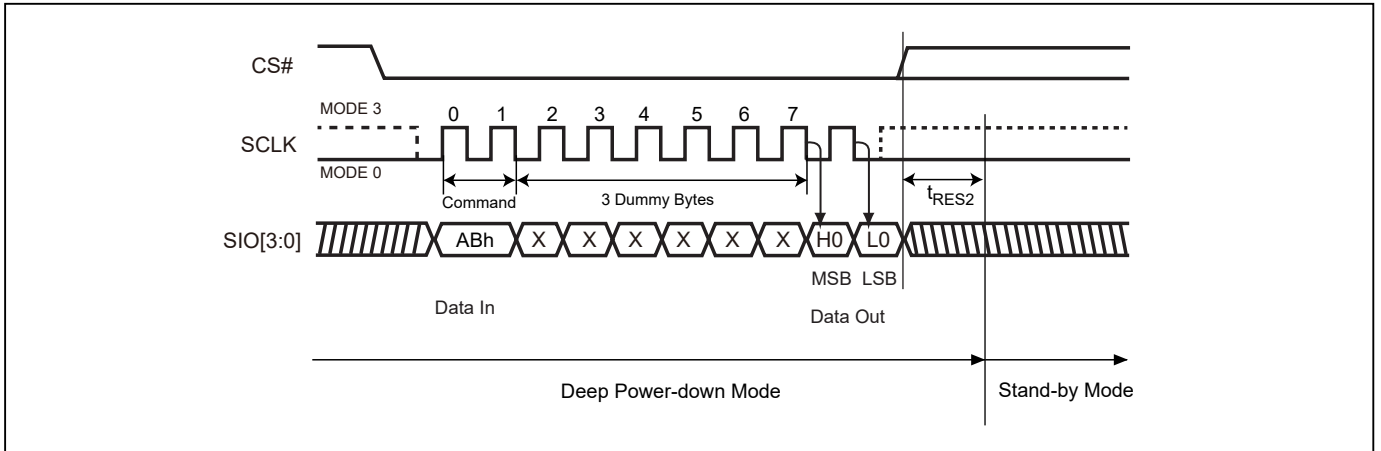 CS#
MODE 3
0 1 2 3 4 5 6 7
SCLK
MODE 0
Command
3 Dummy Bytes
tRES2
SIO[3:0]
ABh X X X X X X H0 L0
MSB LSB
Data In
Data Out
Deep Power-down Mode
Stand-by Mode